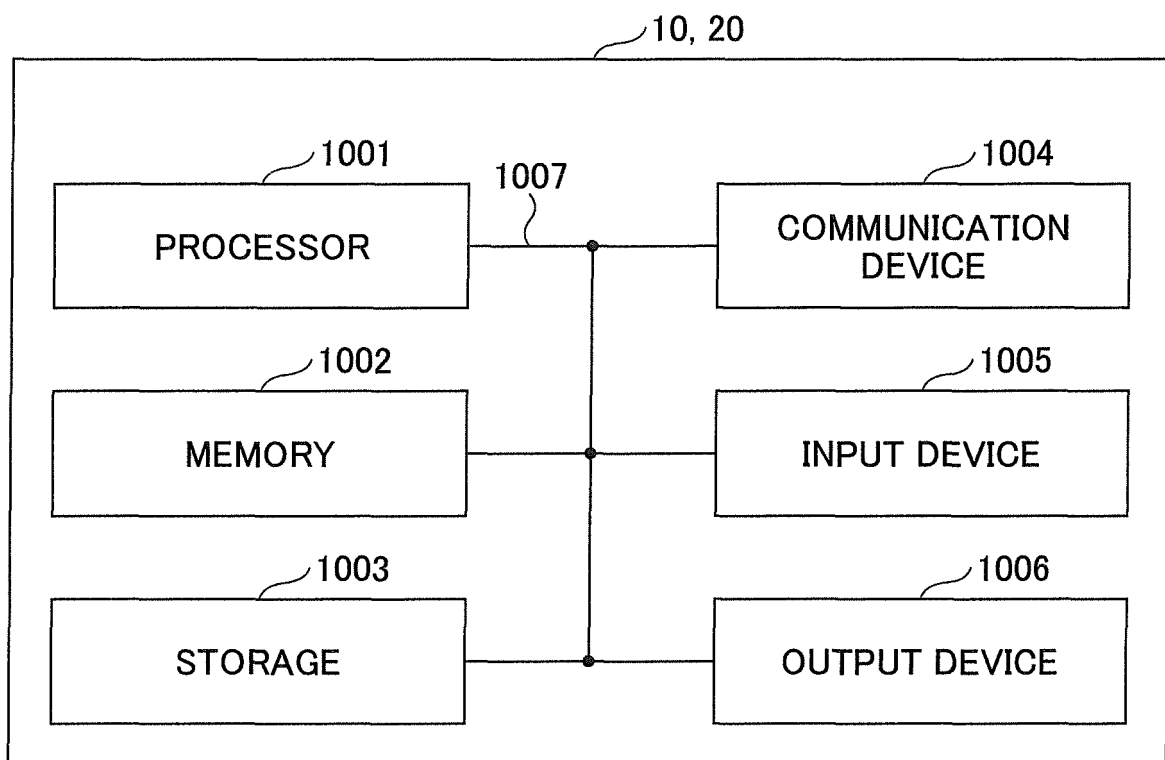 10, 20
1001
1007
1004
PROCESSOR
COMMUNICATION
DEVICE
1002
1005
MEMORY
INPUT DEVICE
1003
1006
STORAGE
OUTPUT DEVICE